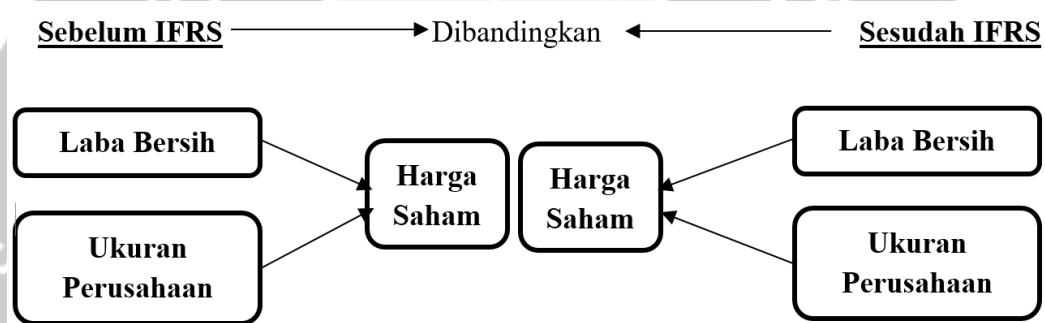 Sebelum IFRS Dibandingkan Sesudah IFRS
Laba Bersih
Ukuran
Perusahaan
Harga
Saham
Harga
Saham
Laba Bersih
Ukuran
Perusahaan